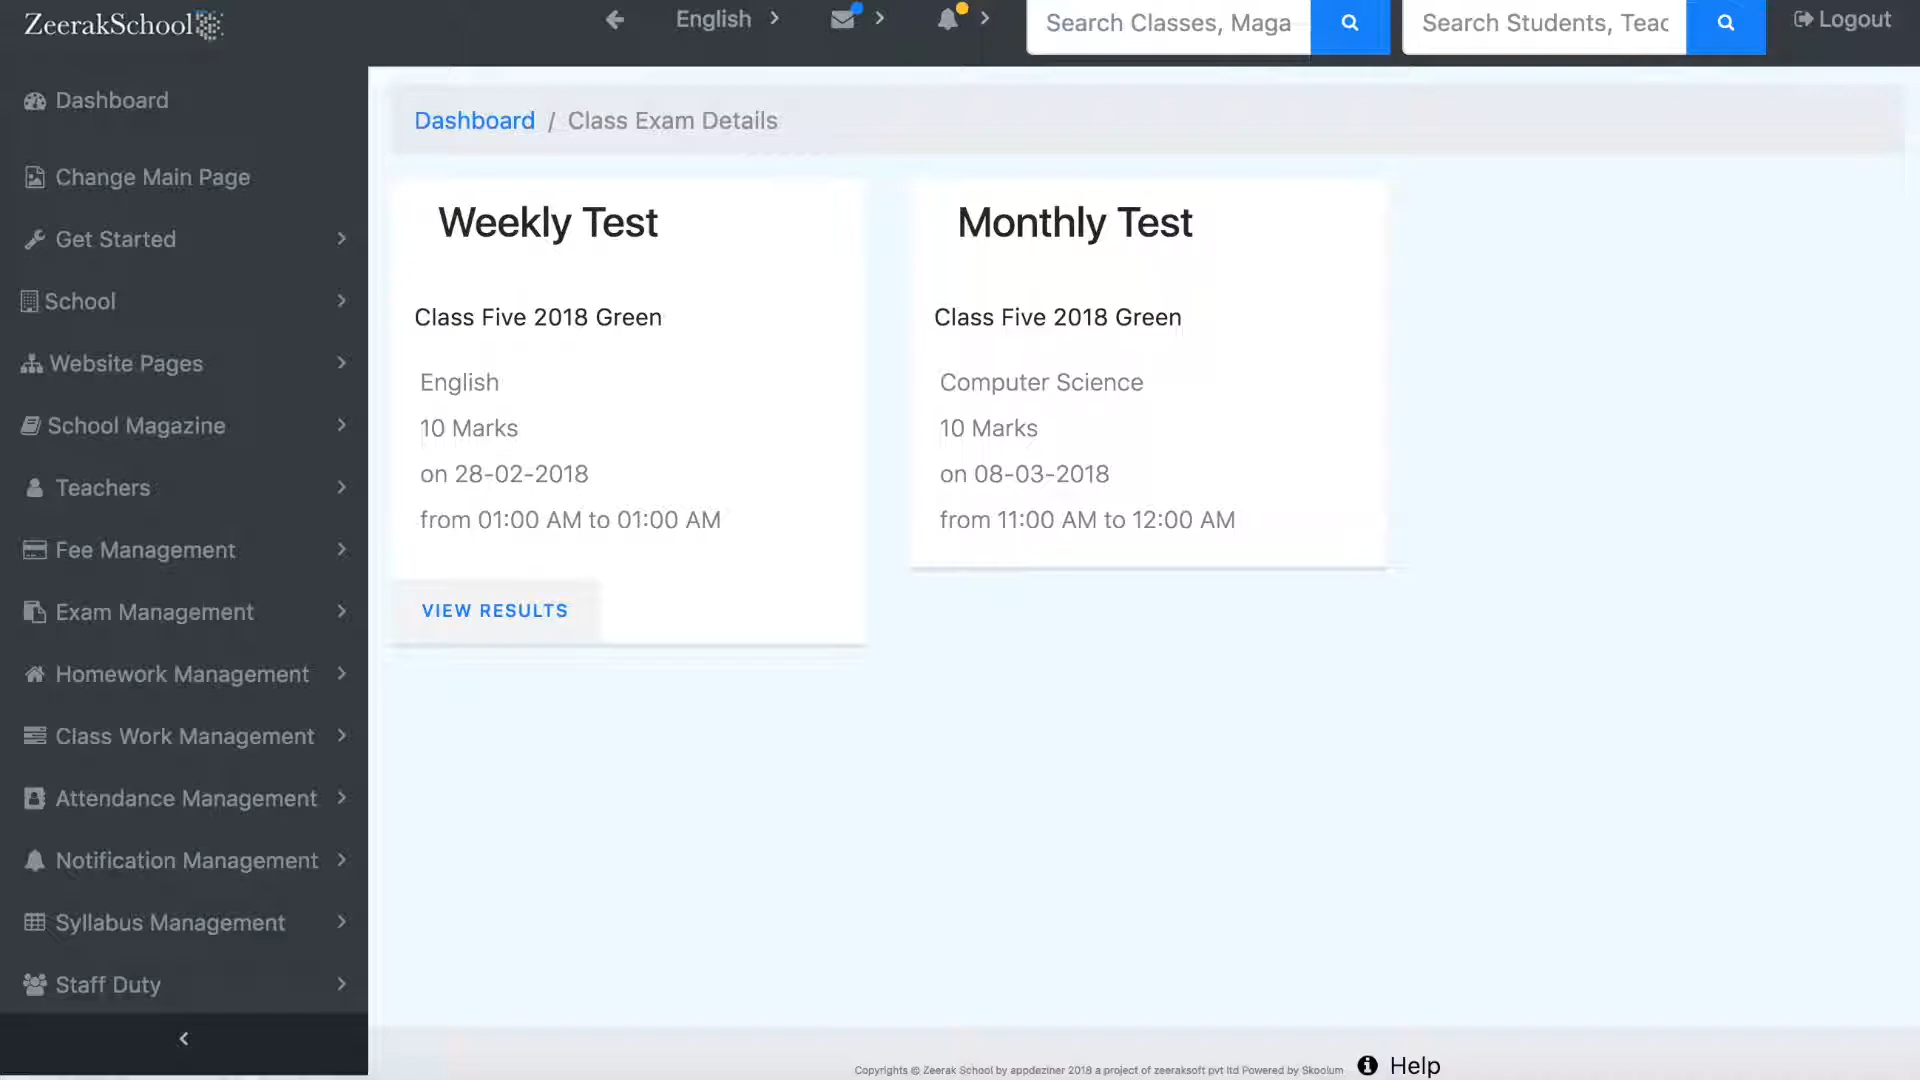 ZeerakSchool
English
Search Classes, Maga
Search Students, Teac
Logout
Dashboard
Change Main Page
Get Started
School
Website Pages
School Magazine
Teachers
Fee Management
Exam Management
Homework Management
Class Work Management
Attendance Management
Notification Management
Syllabus Management
Staff Duty
Dashboard / Class Exam Details
Weekly Test
Class Five 2018 Green
English
10 Marks
on 28-02-2018
from 01:00 AM to 01:00 AM
VIEW RESULTS
Monthly Test
Class Five 2018 Green
Computer Science
10 Marks
on 08-03-2018
from 11:00 AM to 12:00 AM
Copyrights © Zeerak School by appdeziner 2018 a project of zeeraksoft pvt ltd Powered by Skoolum
Help